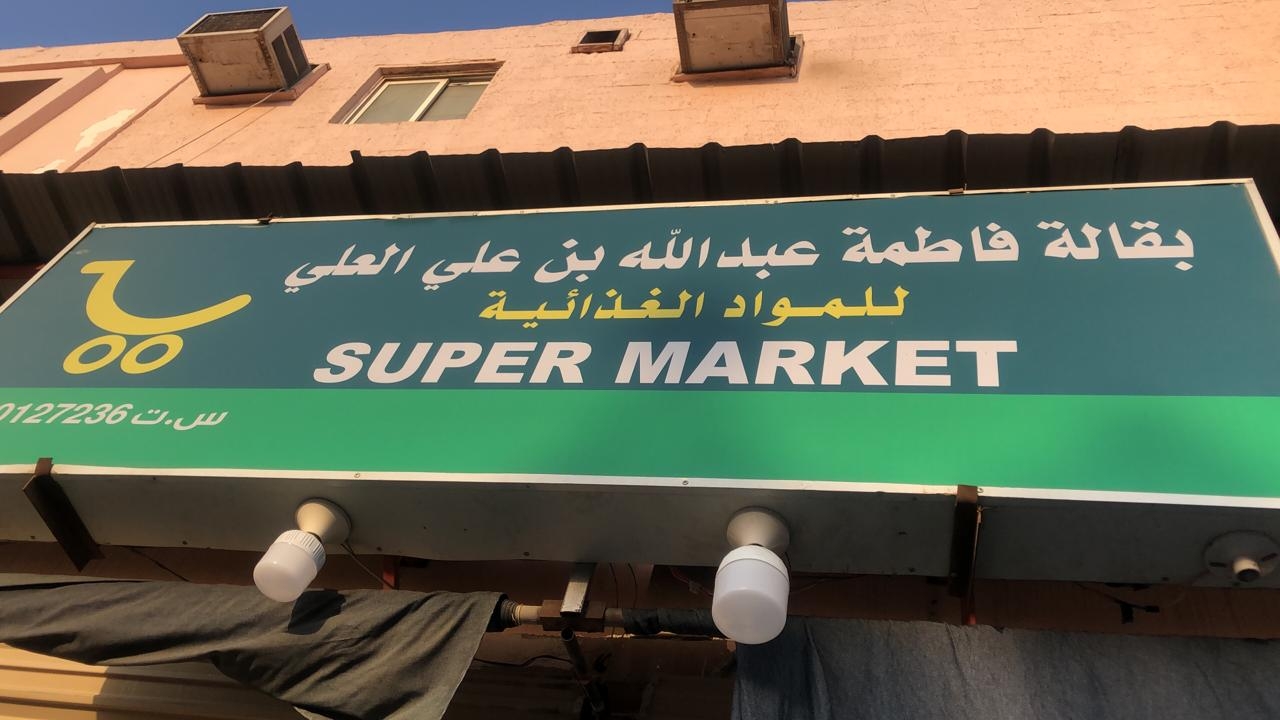 بقالة فاطمة عبدالله بن علي العلي
للمواد الغذائية
SUPER MARKET
س.ت 0127236